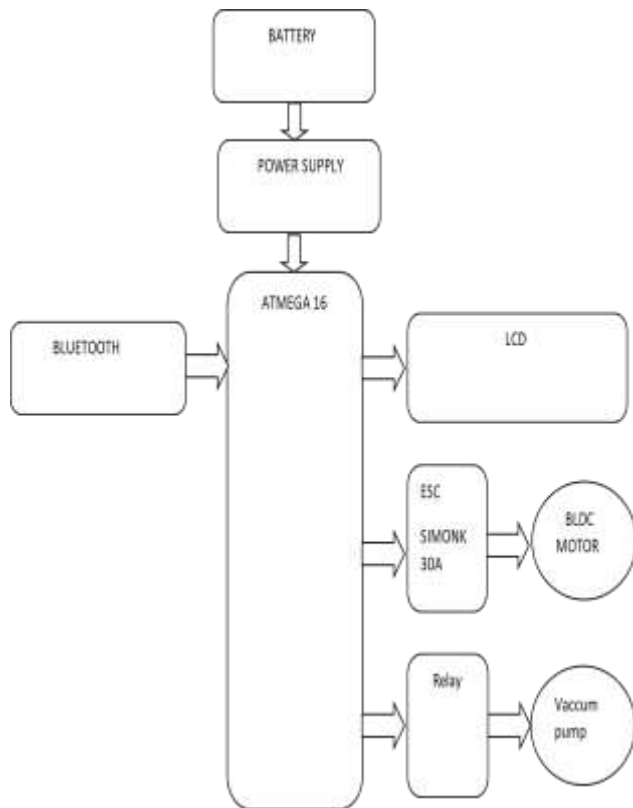 BATTERY
POWER SUPPLY
ATMEGA 16
BLUETOOTH
LCD
ESC
SIMONK
30A
BLDC
MOTOR
Relay
Vaccum
pump